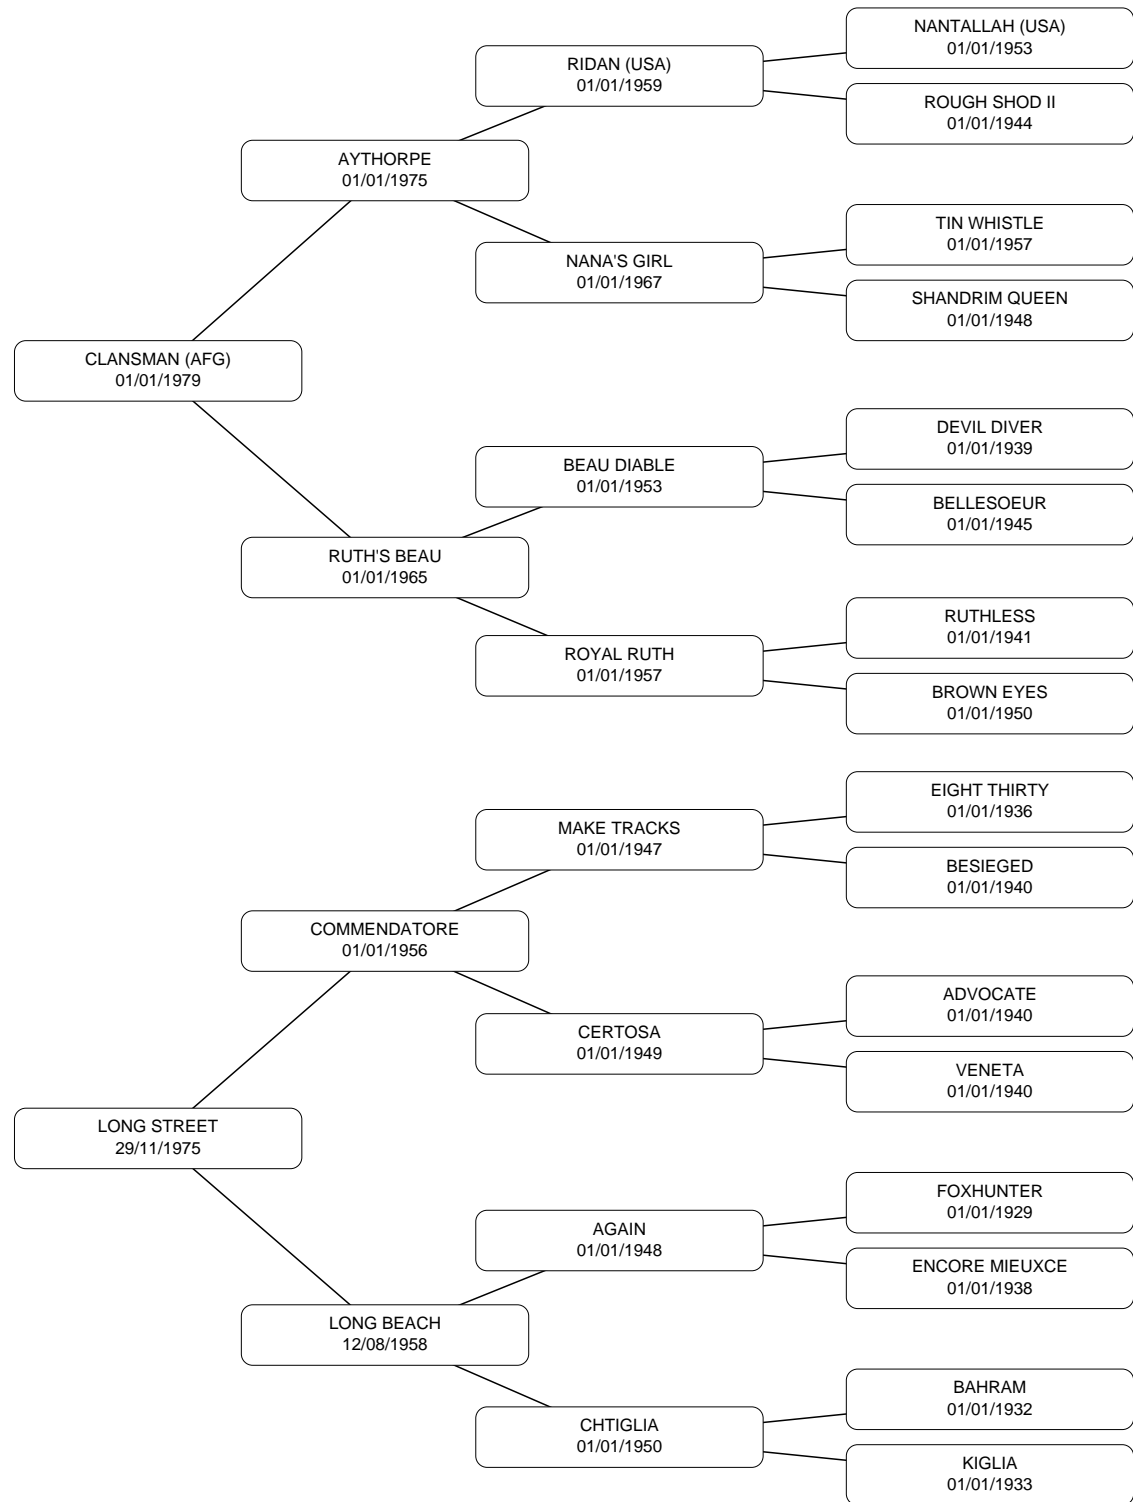 NANTALLAH (USA)
01/01/1953
RIDAN (USA)
01/01/1959
ROUGH SHOD II
01/01/1944
AYTHORPE
01/01/1975
TIN WHISTLE
01/01/1957
NANA'S GIRL
01/01/1967
SHANDRIM QUEEN
01/01/1948
CLANSMAN (AFG)
01/01/1979
DEVIL DIVER
01/01/1939
BEAU DIABLE
01/01/1953
BELLESOEUR
01/01/1945
RUTH'S BEAU
01/01/1965
RUTHLESS
01/01/1941
ROYAL RUTH
01/01/1957
BROWN EYES
01/01/1950
EIGHT THIRTY
01/01/1936
MAKE TRACKS
01/01/1947
BESIEGED
01/01/1940
COMMENDATORE
01/01/1956
ADVOCATE
01/01/1940
CERTOSA
01/01/1949
VENETA
01/01/1940
LONG STREET
29/11/1975
FOXHUNTER
01/01/1929
AGAIN
01/01/1948
ENCORE MIEUXCE
01/01/1938
LONG BEACH
12/08/1958
BAHRAM
01/01/1932
CHTIGLIA
01/01/1950
KIGLIA
01/01/1933